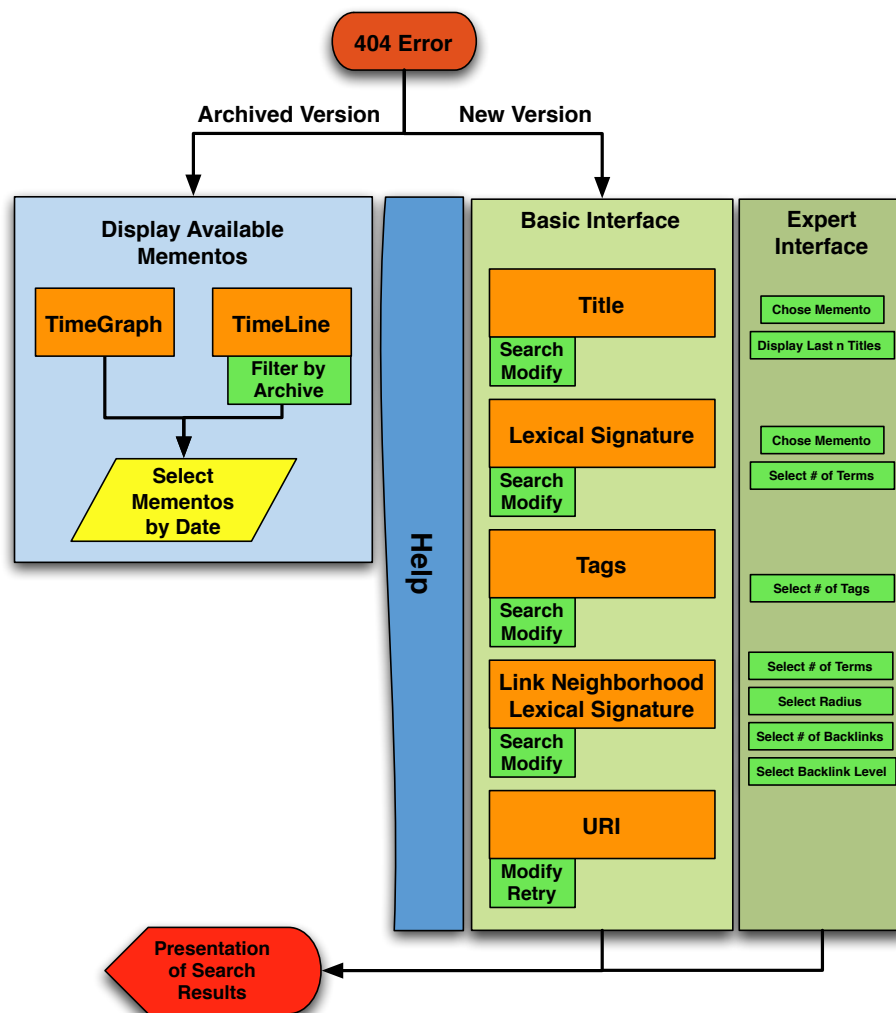 404 Error
Archived Version
New Version
Display Available
Mementos
TimeGraph
TimeLine
Filter by
Archive
Select
Mementos
by Date
Help
Basic Interface
Title
Search
Modify
Lexical Signature
Search
Modify
Tags
Search
Modify
Link Neighborhood
Lexical Signature
Search
Modify
URI
Modify
Retry
Expert
Interface
Chose Memento
Display Last n Titles
Chose Memento
Select # of Terms
Select # of Tags
Select # of Terms
Select Radius
Select # of Backlinks
Select Backlink Level
Presentation
of Search
Results